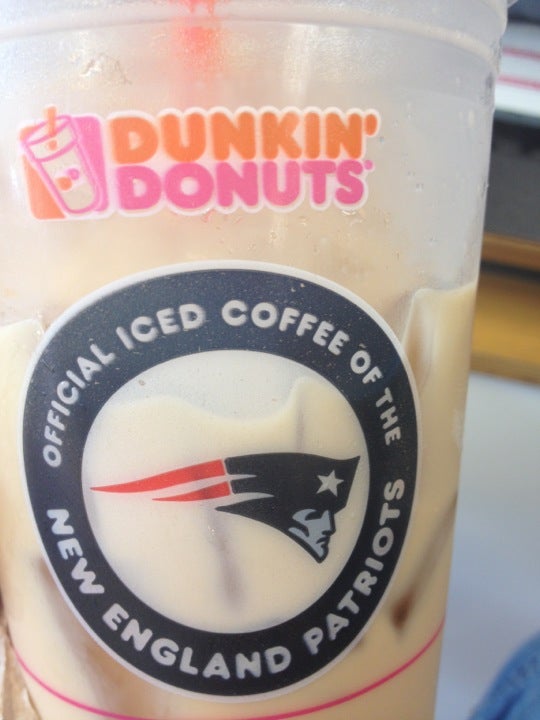 DUNKIN'
DONUTS
OFFICIAL ICED COFFEE OF THE
NEW ENGLAND PATRIOTS